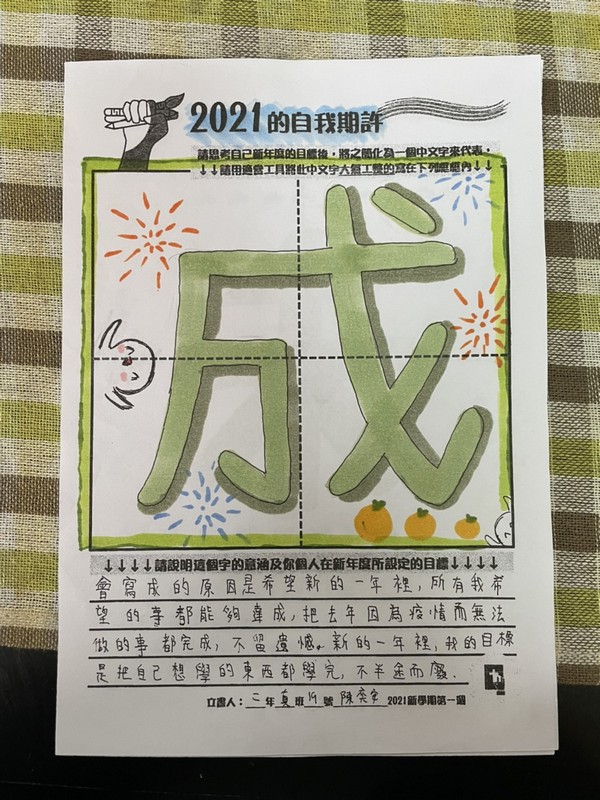 2021的自我期許
請思考自己新年度的目標後，將之簡化為一個中文字來代表，
↓↓請用適當工具將此中文字大氣工整的寫在下列框框內↓↓
成
↓↓↓↓請說明這個字的意涵及你個人在新年度所設定的目標↓↓↓↓
會寫成的原因是希望新的一年裡，所有我希
望的事都能夠達成，把去年因為疫情而無法
做的事都完成，不留遺憾。新的一年裡，我的目標
是把自己想學的東西都學完，不半途而廢。
立書人：二年真班19號 陳奕 2021新學期第一週